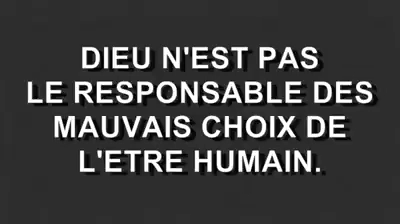 DIEU N'EST PAS
LE RESPONSABLE DES
MAUVAIS CHOIX DE
L'ETRE HUMAIN.